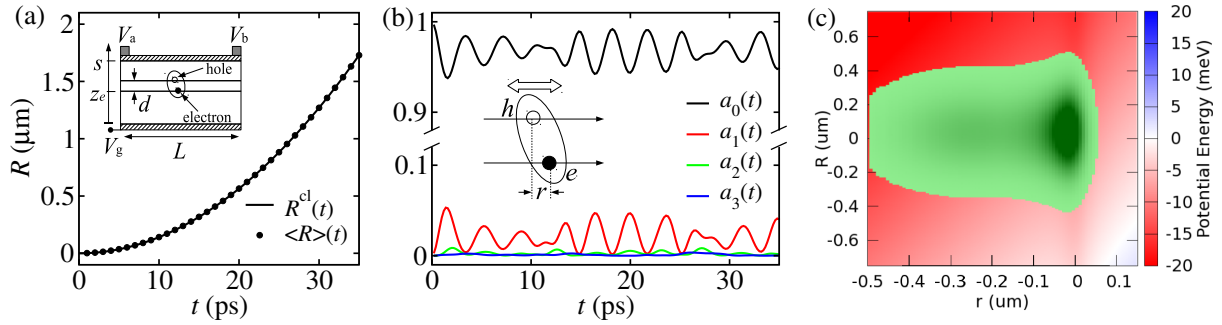 (a)
2
1.5
1
0.5
0
R (μm)
V_a
V_b
s
z_e
d
hole
electron
V_g
L
R^cl(t)
<R>(t)
0
10
20
30
t (ps)
(b)
1
0.9
0.1
0
h
e
r
a_0(t)
a_1(t)
a_2(t)
a_3(t)
0
10
20
30
t (ps)
(c)
0.6
0.4
0.2
0
-0.2
-0.4
-0.6
R (um)
-0.5
-0.4
-0.3
-0.2
-0.1
0
0.1
r (um)
20
15
10
5
0
-5
-10
-15
-20
Potential Energy (meV)